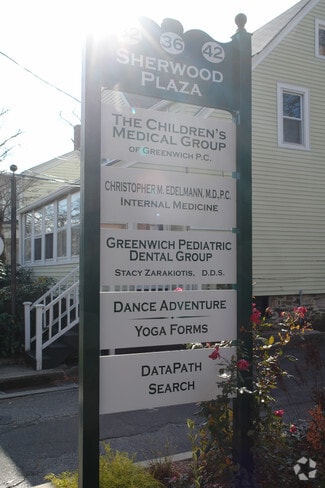 36 42
SHERWOOD
PLAZA
THE CHILDREN'S
MEDICAL GROUP
OF GREENWICH P.C.
CHRISTOPHER M. EDELMANN, M.D., P.C.
INTERNAL MEDICINE
GREENWICH PEDIATRIC
DENTAL GROUP
STACY ZARAKIOTIS, D.D.S.
DANCE ADVENTURE
YOGA FORMS
DATAPATH
SEARCH